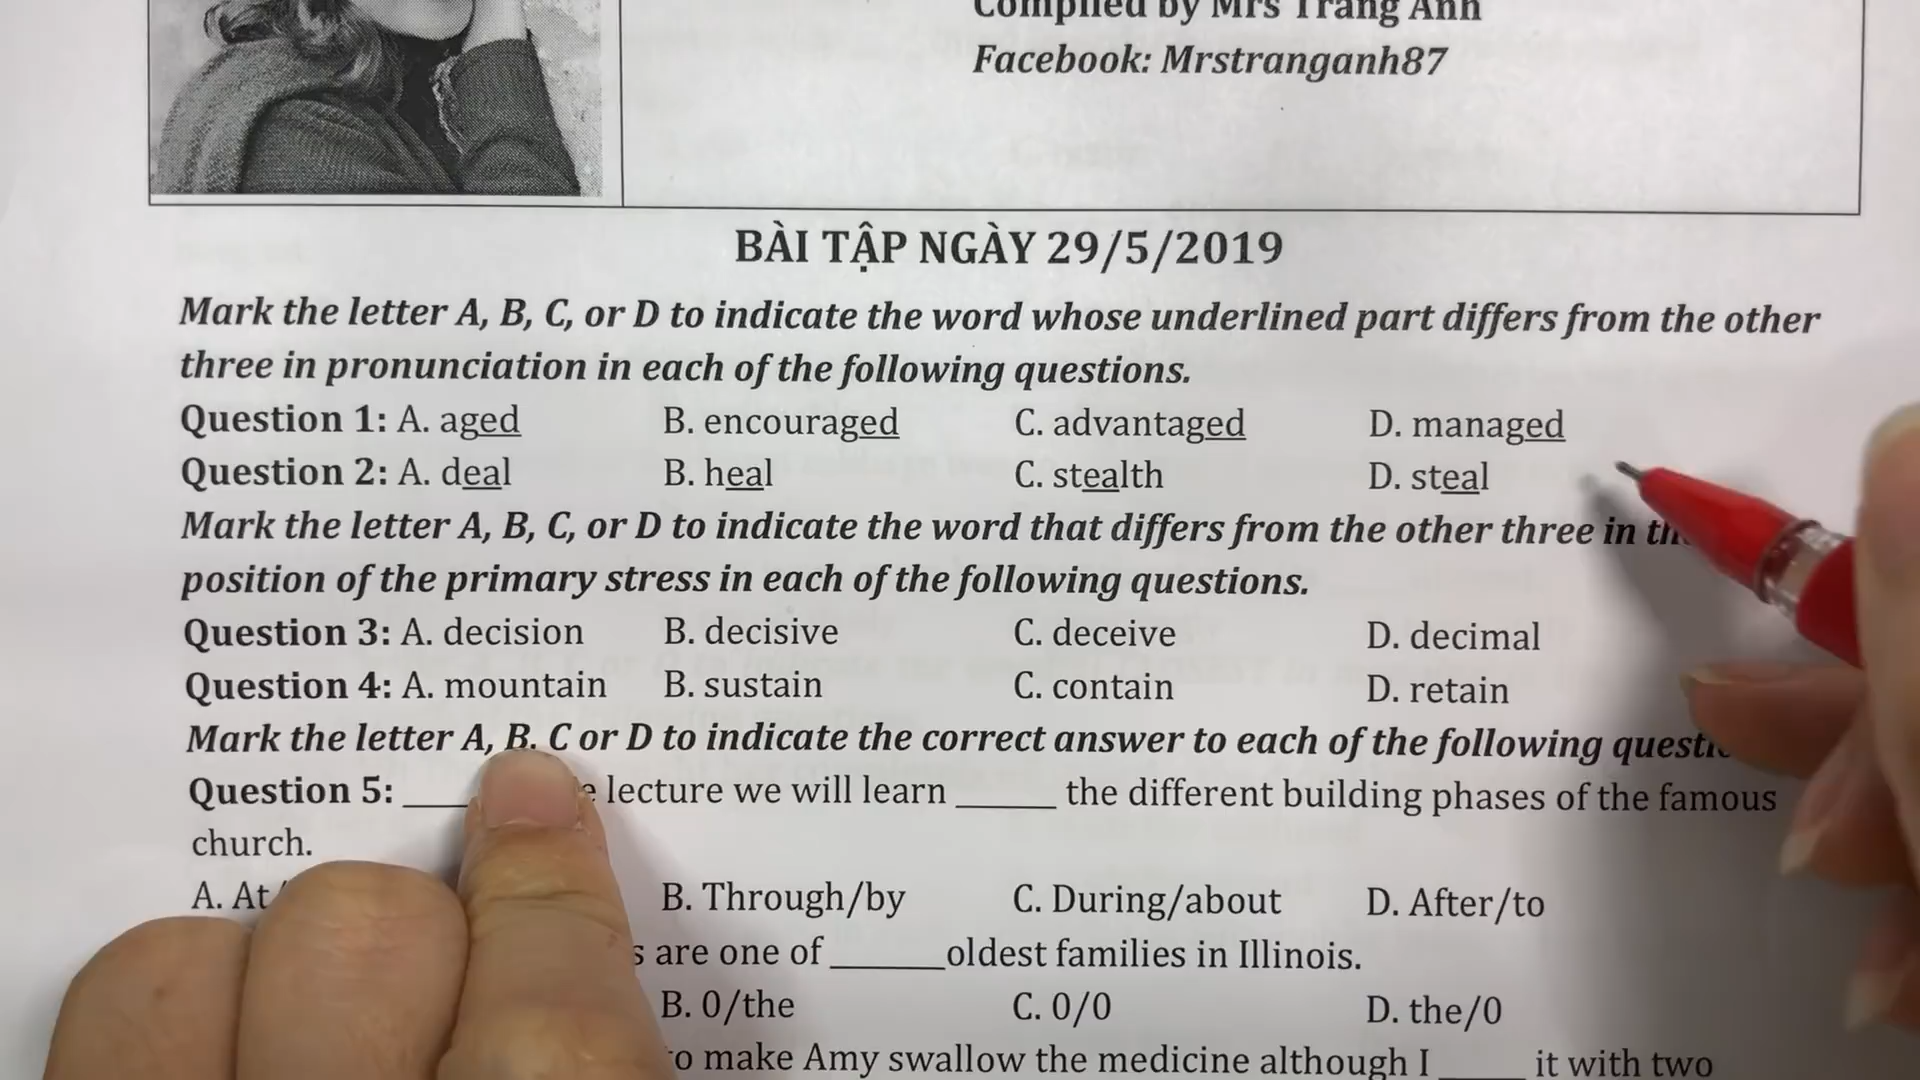 Compiled by Mrs Trang Anh
Facebook: Mrstranganh87
BÀI TẬP NGÀY 29/5/2019
Mark the letter A, B, C, or D to indicate the word whose underlined part differs from the other
three in pronunciation in each of the following questions.
Question 1: A. aged B. encouraged C. advantaged D. managed
Question 2: A. deal B. heal C. stealth D. steal
Mark the letter A, B, C, or D to indicate the word that differs from the other three in
position of the primary stress in each of the following questions.
Question 3: A. decision B. decisive C. deceive D. decimal
Question 4: A. mountain B. sustain C. contain D. retain
Mark the letter A, B, C or D to indicate the correct answer to each of the following
Question 5: _____ lecture we will learn _____ the different building phases of the famous
church.
A. At B. Through/by C. During/about D. After/to
are one of ______oldest families in Illinois.
B. 0/the C. 0/0 D. the/0
to make Amy swallow the medicine although I _____ it with two